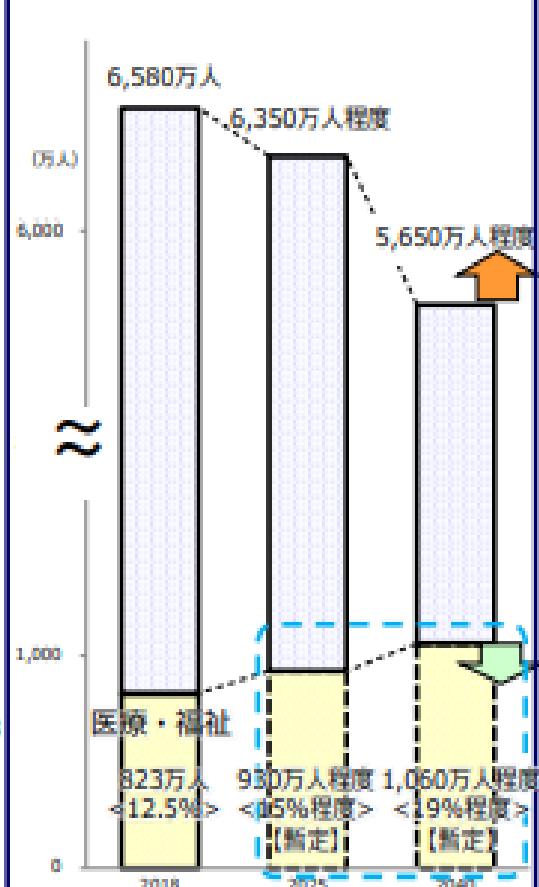 6,580万人
6,350万人程度
(万人)
6,000
5,650万人程度
≈
1,000
医療・福祉
823万人
<12.5%>
930万人程度
<15%程度>
【暫定】
1,060万人程度
<19%程度>
【暫定】
0
2018
2025
2040